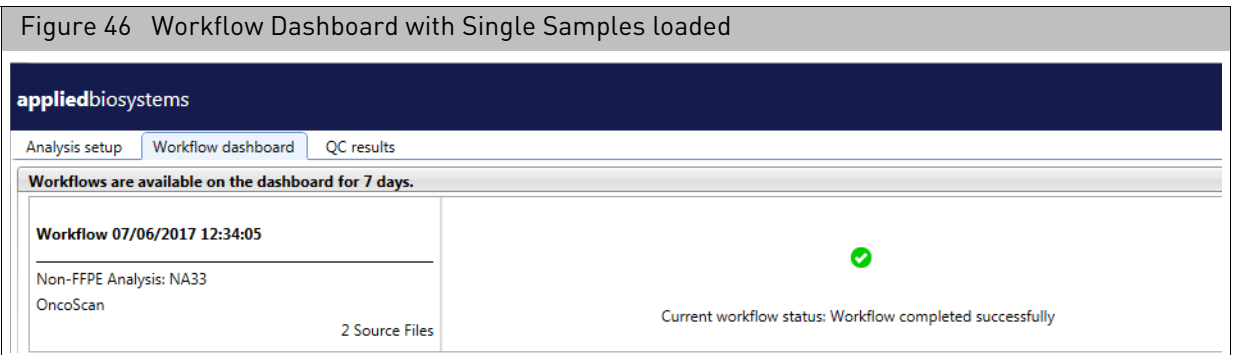 Figure 46 Workflow Dashboard with Single Samples loaded
appliedbiosystems
Analysis setup Workflow dashboard QC results
Workflows are available on the dashboard for 7 days.
Workflow 07/06/2017 12:34:05
Non-FFPE Analysis: NA33
OncoScan
2 Source Files
Current workflow status: Workflow completed successfully